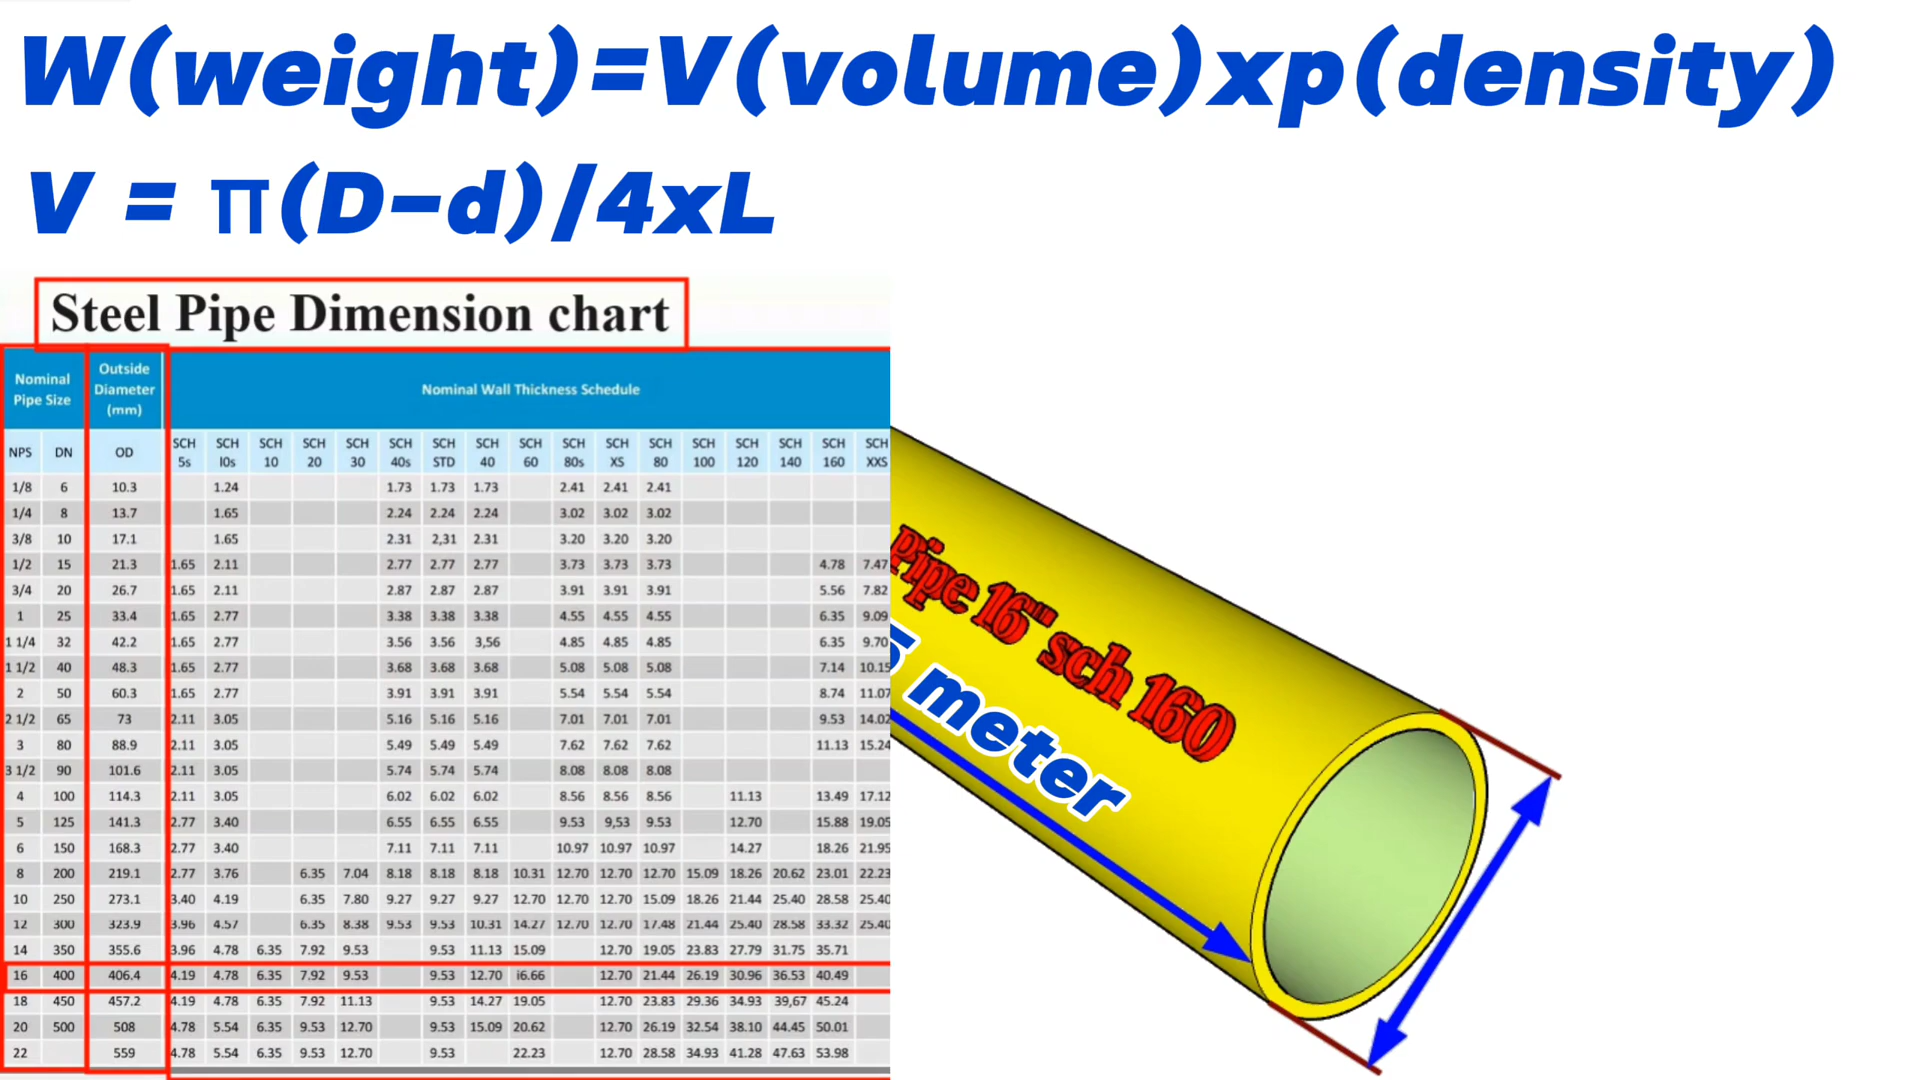 W(weight)=V(volume)xp(density)
V = π(D-d)/4xL
Steel Pipe Dimension chart
Nominal Pipe Size Outside Diameter (mm) Nominal Wall Thickness Schedule
NPS DN OD SCH 5s SCH l0s SCH 10 SCH 20 SCH 30 SCH 40s SCH STD SCH 40 SCH 60 SCH 80s SCH XS SCH 80 SCH 100 SCH 120 SCH 140 SCH 160 SCH XXS
1/8 6 10.3 1.24 1.73 1.73 1.73 2.41 2.41 2.41
1/4 8 13.7 1.65 2.24 2.24 2.24 3.02 3.02 3.02
3/8 10 17.1 1.65 2.31 2,31 2.31 3.20 3.20 3.20
1/2 15 21.3 1.65 2.11 2.77 2.77 2.77 3.73 3.73 3.73 4.78 7.47
3/4 20 26.7 1.65 2.11 2.87 2.87 2.87 3.91 3.91 3.91 5.56 7.82
1 25 33.4 1.65 2.77 3.38 3.38 3.38 4.55 4.55 4.55 6.35 9.09
1 1/4 32 42.2 1.65 2.77 3.56 3.56 3,56 4.85 4.85 4.85 6.35 9.70
1 1/2 40 48.3 1.65 2.77 3.68 3.68 3.68 5.08 5.08 5.08 7.14 10.15
2 50 60.3 1.65 2.77 3.91 3.91 3.91 5.54 5.54 5.54 8.74 11.07
2 1/2 65 73 2.11 3.05 5.16 5.16 5.16 7.01 7.01 7.01 9.53 14.02
3 80 88.9 2.11 3.05 5.49 5.49 5.49 7.62 7.62 7.62 11.13 15.24
3 1/2 90 101.6 2.11 3.05 5.74 5.74 5.74 8.08 8.08 8.08
4 100 114.3 2.11 3.05 6.02 6.02 6.02 8.56 8.56 8.56 11.13 13.49 17.12
5 125 141.3 2.77 3.40 6.55 6.55 6.55 9.53 9,53 9.53 12.70 15.88 19.05
6 150 168.3 2.77 3.40 7.11 7.11 7.11 10.97 10.97 10.97 14.27 18.26 21.95
8 200 219.1 2.77 3.76 6.35 7.04 8.18 8.18 8.18 10.31 12.70 12.70 12.70 15.09 18.26 20.62 23.01 22.23
10 250 273.1 3.40 4.19 6.35 7.80 9.27 9.27 9.27 12.70 12.70 12.70 15.09 18.26 21.44 25.40 28.58 25.40
12 300 323.9 3.96 4.57 6.35 8.38 9.53 9.53 10.31 14.27 12.70 12.70 17.48 21.44 25.40 28.58 33.32 25.40
14 350 355.6 3.96 4.78 6.35 7.92 9.53 9.53 11.13 15.09 12.70 19.05 23.83 27.79 31.75 35.71
16 400 406.4 4.19 4.78 6.35 7.92 9.53 9.53 12.70 i6.66 12.70 21.44 26.19 30.96 36.53 40.49
18 450 457.2 4.19 4.78 6.35 7.92 11.13 9.53 14.27 19.05 12.70 23.83 29.36 34.93 39,67 45.24
20 500 508 4.78 5.54 6.35 9.53 12.70 9.53 15.09 20.62 12.70 26.19 32.54 38.10 44.45 50.01
22 559 4.78 5.54 6.35 9.53 12.70 9.53 22.23 12.70 28.58 34.93 41.28 47.63 53.98
Pipe 16" sch 160
5 meter